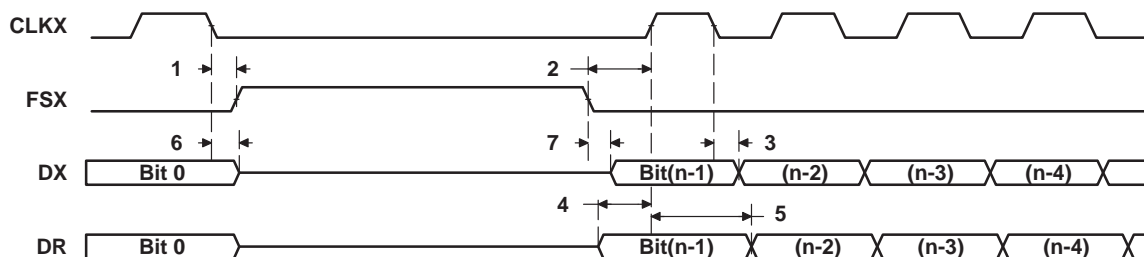 CLKX
1 2
FSX
6 7 3
DX Bit 0 Bit(n-1) (n-2) (n-3) (n-4)
4 5
DR Bit 0 Bit(n-1) (n-2) (n-3) (n-4)